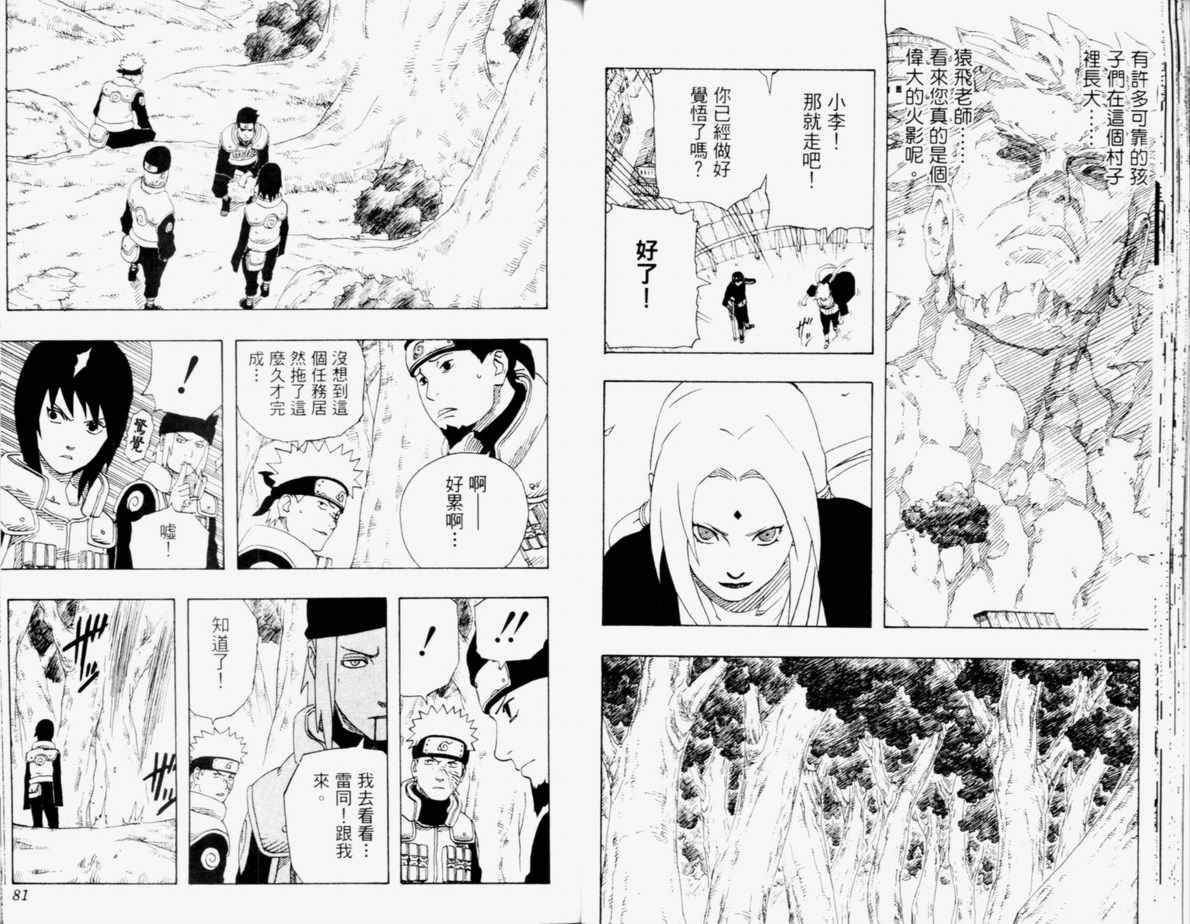 有許多可靠的孩
子們在這個村子
裡長大……
猿飛老師……
看來您真的是個
偉大的火影呢。
小李！
那就走吧！
你已經做好
覺悟了嗎？
好了！
沒想到這
個任務居
然拖了這
麼久才完
成…
啊──
好累啊…
！
驚覺
噓！
!!
！
我去看看…
雷同！跟我
來。
知道了！
81